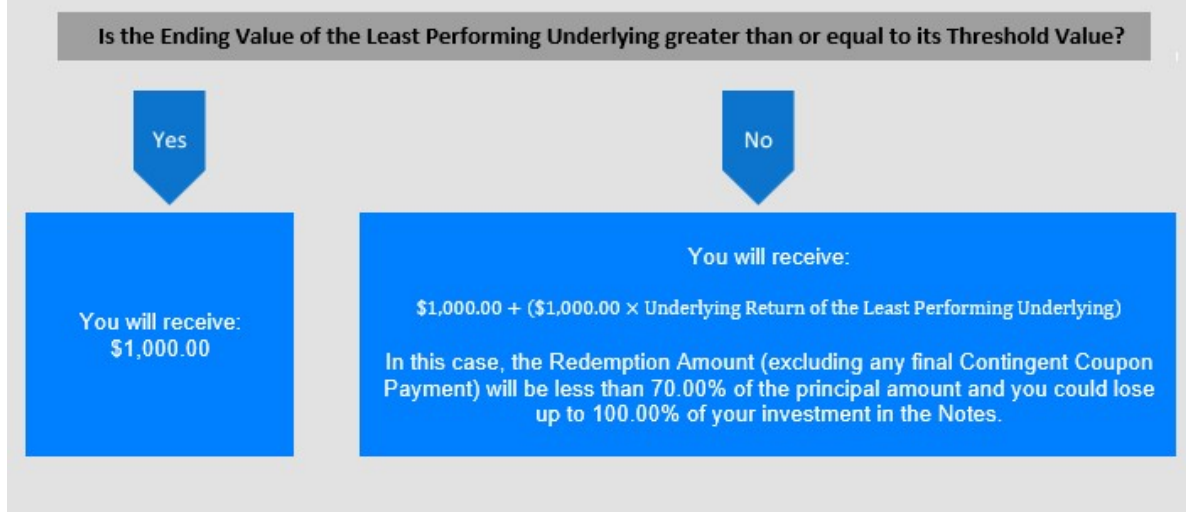 Is the Ending Value of the Least Performing Underlying greater than or equal to its Threshold Value?
Yes
No
You will receive:
$1,000.00
You will receive:
$1,000.00 + ($1,000.00 × Underlying Return of the Least Performing Underlying)
In this case, the Redemption Amount (excluding any final Contingent Coupon
Payment) will be less than 70.00% of the principal amount and you could lose
up to 100.00% of your investment in the Notes.